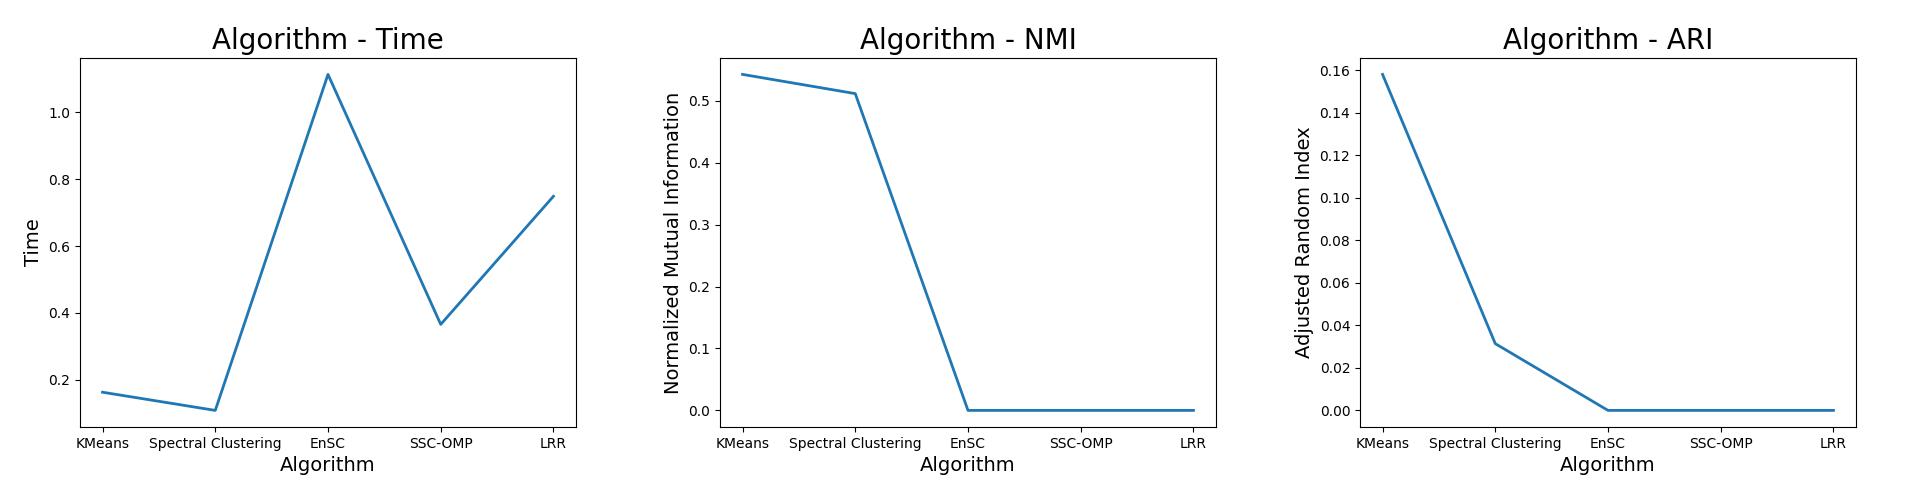 Algorithm - Time
Time
1.0
0.8
0.6
0.4
0.2
KMeans
Spectral Clustering
EnSC
SSC-OMP
LRR
Algorithm
Algorithm - NMI
Normalized Mutual Information
0.5
0.4
0.3
0.2
0.1
0.0
KMeans
Spectral Clustering
EnSC
SSC-OMP
LRR
Algorithm
Algorithm - ARI
Adjusted Random Index
0.16
0.14
0.12
0.10
0.08
0.06
0.04
0.02
0.00
KMeans
Spectral Clustering
EnSC
SSC-OMP
LRR
Algorithm